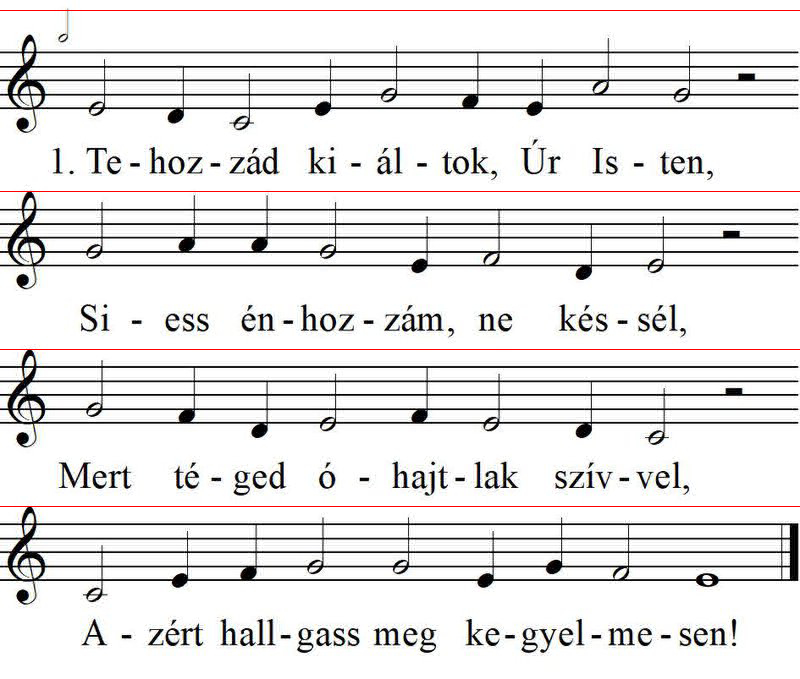 1. Te - hoz - zád ki - ál - tok, Úr Is - ten,
Si - ess én - hoz - zám, ne kés - sél,
Mert té - ged ó - hajt - lak szív - vel,
A - zért hall - gass meg ke - gyel - me - sen!